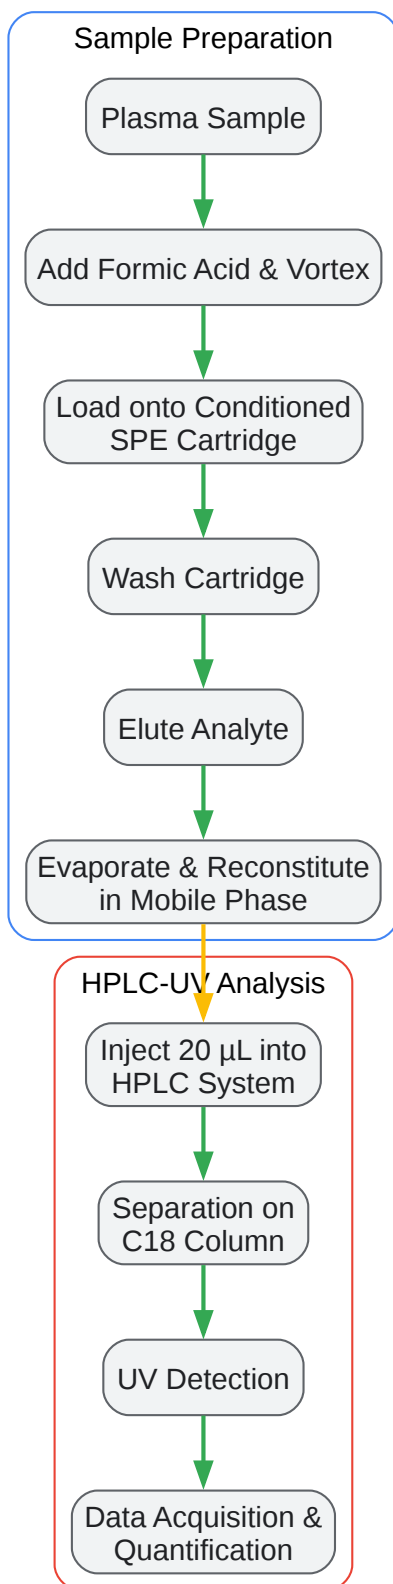 Sample Preparation
Plasma Sample
Add Formic Acid & Vortex
Load onto Conditioned
SPE Cartridge
Wash Cartridge
Elute Analyte
Evaporate & Reconstitute
in Mobile Phase
HPLC-UV Analysis
Inject 20 µL into
HPLC System
Separation on
C18 Column
UV Detection
Data Acquisition &
Quantification